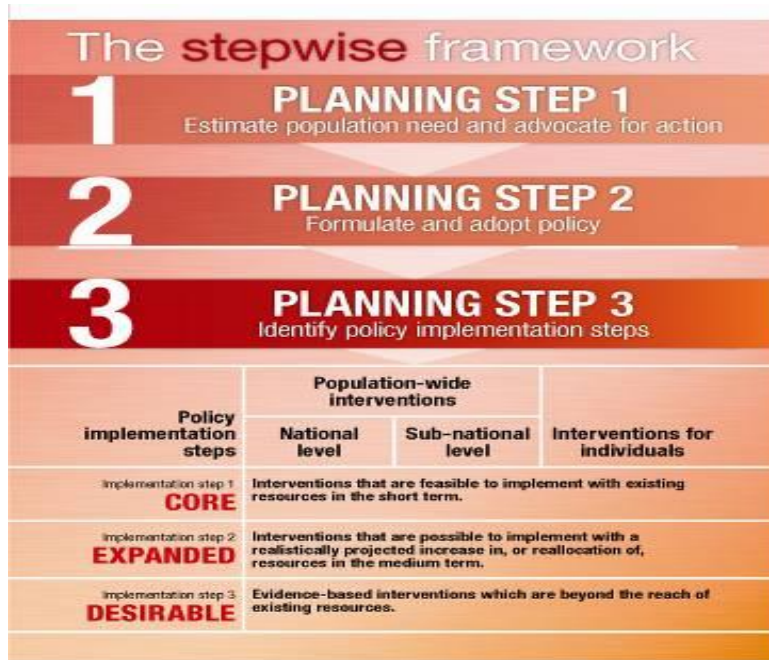 The stepwise framework
1
PLANNING STEP 1
Estimate population need and advocate for action
2
PLANNING STEP 2
Formulate and adopt policy
3
PLANNING STEP 3
Identify policy implementation steps
Policy
implementation
steps
Population-wide
interventions
National
level
Sub-national
level
Interventions for
individuals
Implementation step 1
CORE
Interventions that are feasible to implement with existing
resources in the short term.
Implementation step 2
EXPANDED
Interventions that are possible to implement with a
realistically projected increase in, or reallocation of,
resources in the medium term.
Implementation step 3
DESIRABLE
Evidence-based interventions which are beyond the reach of
existing resources.